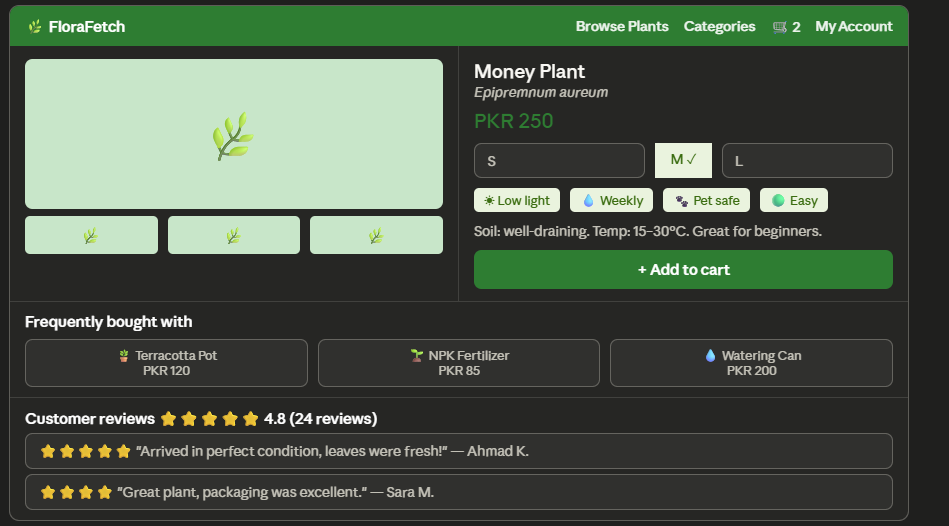 🌿 FloraFetch
Browse Plants Categories 🛒 2 My Account
Money Plant
Epipremnum aureum
PKR 250
S M ✓ L
☀ Low light 💧 Weekly 🐾 Pet safe 🟢 Easy
Soil: well-draining. Temp: 15–30°C. Great for beginners.
+ Add to cart
Frequently bought with
🪴 Terracotta Pot
PKR 120
🌱 NPK Fertilizer
PKR 85
💧 Watering Can
PKR 200
Customer reviews ⭐⭐⭐⭐⭐ 4.8 (24 reviews)
⭐⭐⭐⭐⭐ "Arrived in perfect condition, leaves were fresh!" — Ahmad K.
⭐⭐⭐⭐ "Great plant, packaging was excellent." — Sara M.